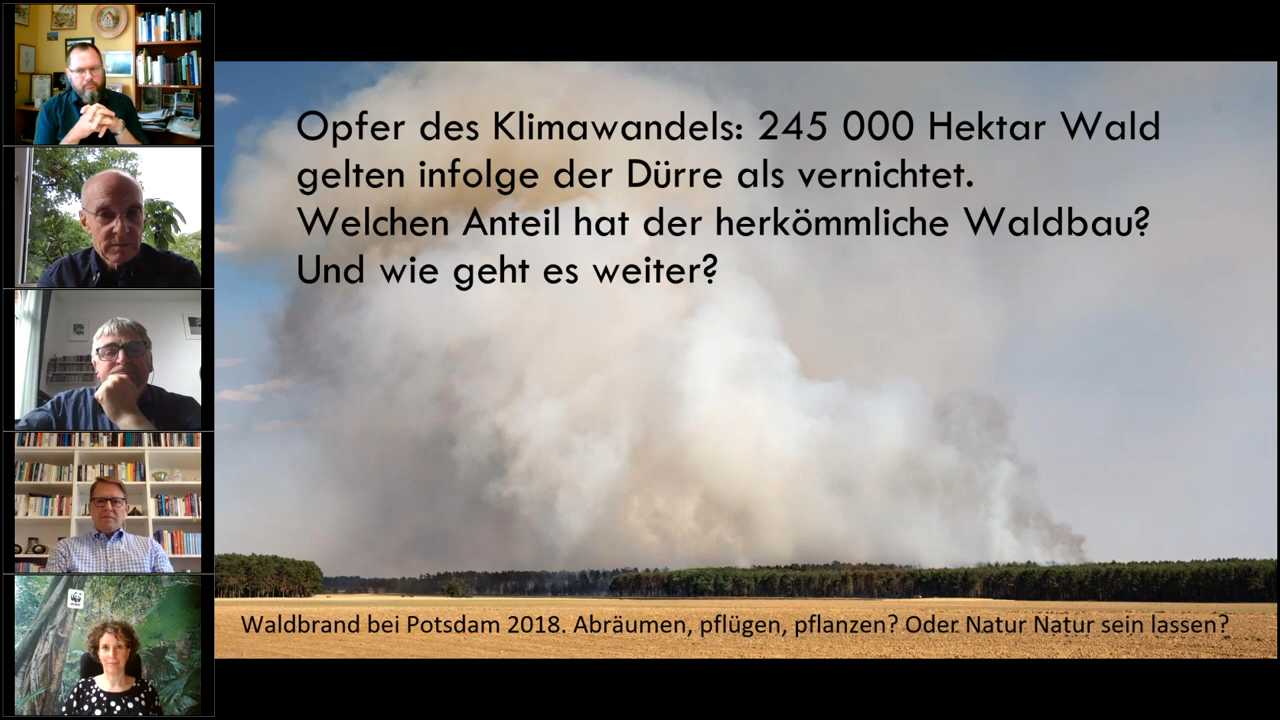 Opfer des Klimawandels: 245 000 Hektar Wald
gelten infolge der Dürre als vernichtet.
Welchen Anteil hat der herkömmliche Waldbau?
Und wie geht es weiter?
Waldbrand bei Potsdam 2018. Abräumen, pflügen, pflanzen? Oder Natur Natur sein lassen?
WWF